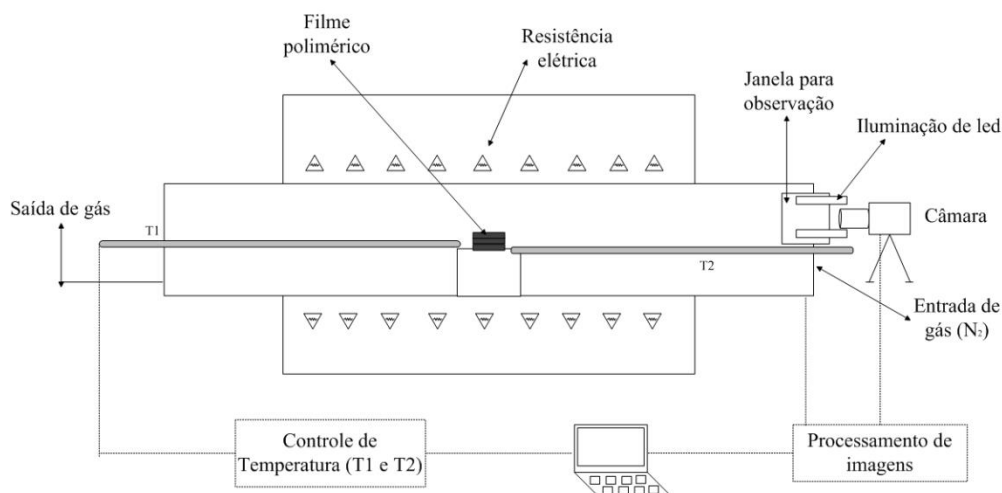 Filme
polimérico
Resistência
elétrica
Janela para
observação
Iluminação de led
Saída de gás
T1
Câmara
T2
Entrada de
gás (N₂)
Controle de
Temperatura (T1 e T2)
Processamento de
imagens